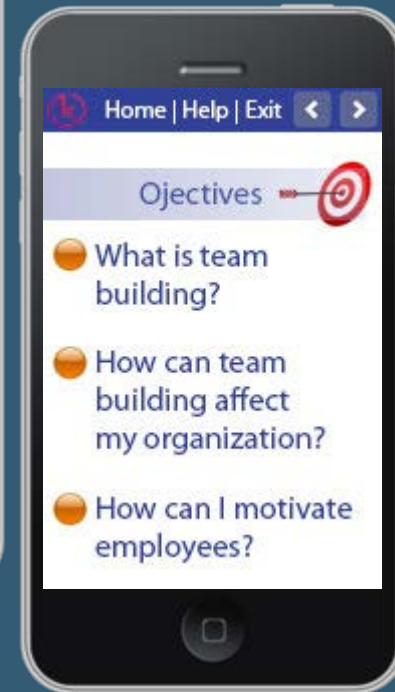 Home | Help | Exit
Ojectives
What is team
building?
How can team
building affect
my organization?
How can I motivate
employees?